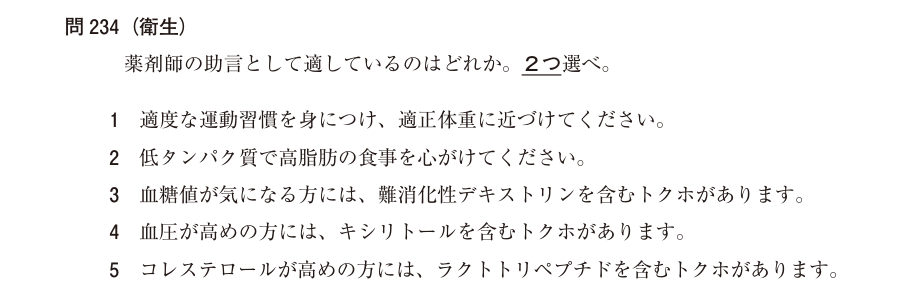 問 234（衛生）
薬剤師の助言として適しているのはどれか。２つ選べ。
1 適度な運動習慣を身につけ、適正体重に近づけてください。
2 低タンパク質で高脂肪の食事を心がけてください。
3 血糖値が気になる方には、難消化性デキストリンを含むトクホがあります。
4 血圧が高めの方には、キシリトールを含むトクホがあります。
5 コレステロールが高めの方には、ラクトトリペプチドを含むトクホがあります。